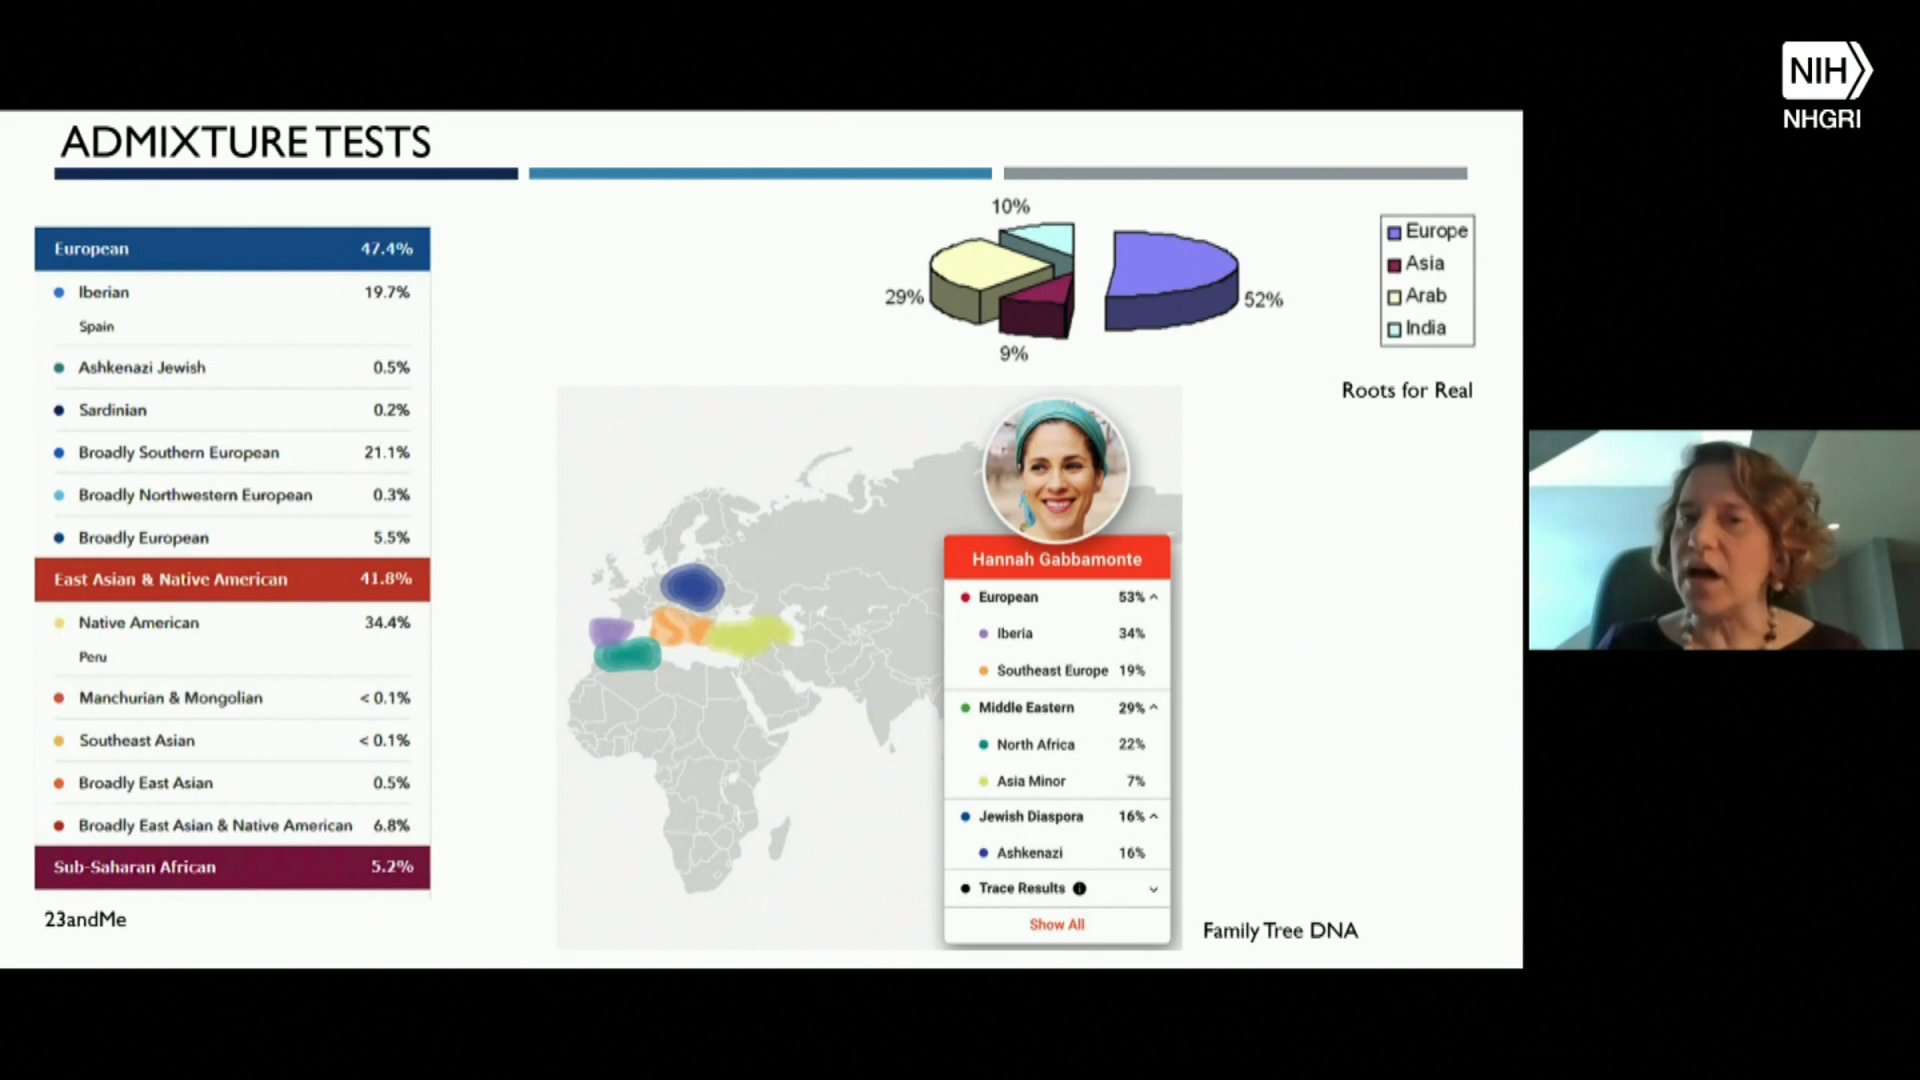 NIH
NHGRI
ADMIXTURE TESTS
European 47.4%
Iberian 19.7%
Spain
Ashkenazi Jewish 0.5%
Sardinian 0.2%
Broadly Southern European 21.1%
Broadly Northwestern European 0.3%
Broadly European 5.5%
East Asian & Native American 41.8%
Native American 34.4%
Peru
Manchurian & Mongolian < 0.1%
Southeast Asian < 0.1%
Broadly East Asian 0.5%
Broadly East Asian & Native American 6.8%
Sub-Saharan African 5.2%
23andMe
10%
29%
52%
9%
Europe
Asia
Arab
India
Roots for Real
Hannah Gabbamonte
European 53%
Iberia 34%
Southeast Europe 19%
Middle Eastern 29%
North Africa 22%
Asia Minor 7%
Jewish Diaspora 16%
Ashkenazi 16%
Trace Results i
Show All
Family Tree DNA